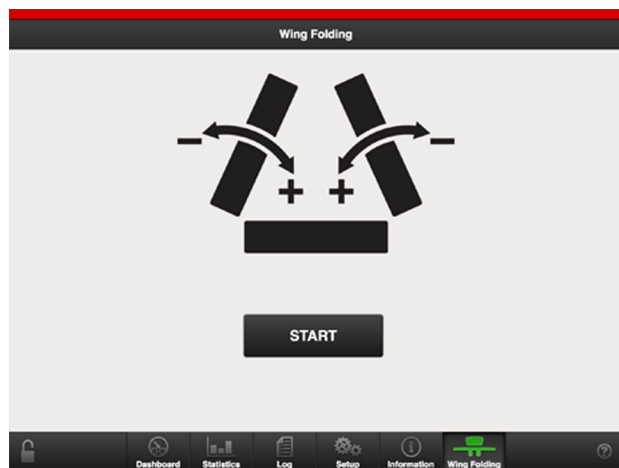 Wing Folding
− −
+ +
START
Dashboard Statistics Log Setup Information Wing Folding ?